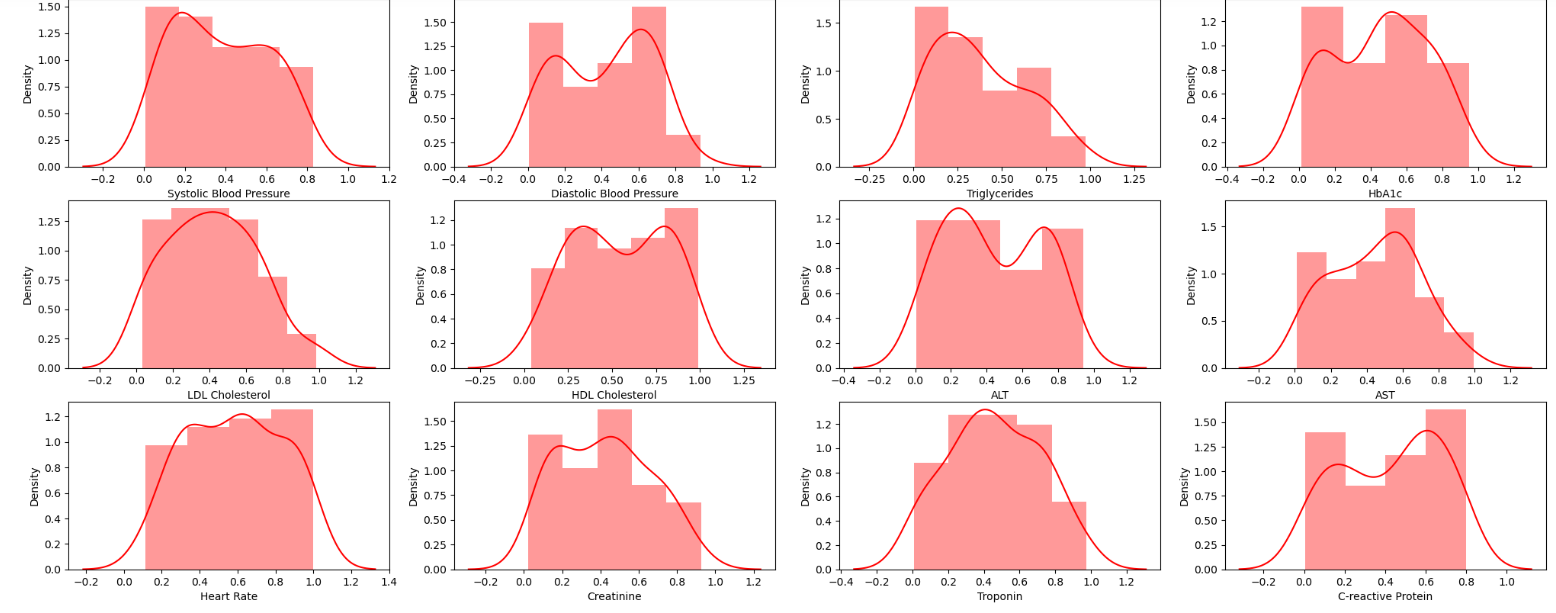 1.50
1.25
1.00
0.75
0.50
0.25
0.00
Density
−0.2 0.0 0.2 0.4 0.6 0.8 1.0 1.2
Systolic Blood Pressure
1.50
1.25
1.00
0.75
0.50
0.25
0.00
Density
−0.4 −0.2 0.0 0.2 0.4 0.6 0.8 1.0 1.2
Diastolic Blood Pressure
1.5
1.0
0.5
0.0
Density
−0.25 0.00 0.25 0.50 0.75 1.00 1.25
Triglycerides
1.2
1.0
0.8
0.6
0.4
0.2
0.0
Density
−0.4 −0.2 0.0 0.2 0.4 0.6 0.8 1.0 1.2
HbA1c
1.25
1.00
0.75
0.50
0.25
0.00
Density
−0.2 0.0 0.2 0.4 0.6 0.8 1.0 1.2
LDL Cholesterol
1.2
1.0
0.8
0.6
0.4
0.2
0.0
Density
−0.25 0.00 0.25 0.50 0.75 1.00 1.25
HDL Cholesterol
1.2
1.0
0.8
0.6
0.4
0.2
0.0
Density
−0.4 −0.2 0.0 0.2 0.4 0.6 0.8 1.0 1.2
ALT
1.5
1.0
0.5
0.0
Density
−0.2 0.0 0.2 0.4 0.6 0.8 1.0 1.2
AST
1.2
1.0
0.8
0.6
0.4
0.2
0.0
Density
−0.2 0.0 0.2 0.4 0.6 0.8 1.0 1.2 1.4
Heart Rate
1.50
1.25
1.00
0.75
0.50
0.25
0.00
Density
−0.2 0.0 0.2 0.4 0.6 0.8 1.0 1.2
Creatinine
1.2
1.0
0.8
0.6
0.4
0.2
0.0
Density
−0.4 −0.2 0.0 0.2 0.4 0.6 0.8 1.0 1.2
Troponin
1.50
1.25
1.00
0.75
0.50
0.25
0.00
Density
−0.2 0.0 0.2 0.4 0.6 0.8 1.0
C-reactive Protein